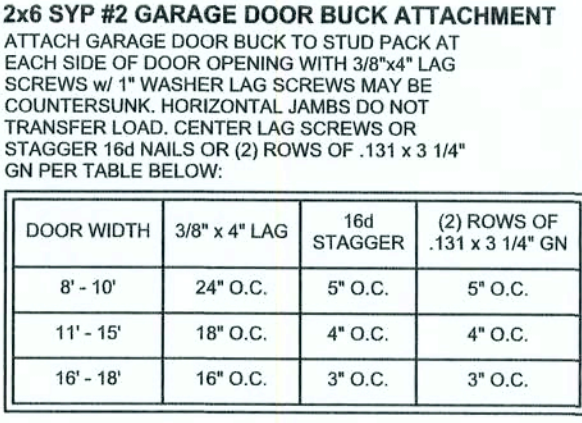 2x6 SYP #2 GARAGE DOOR BUCK ATTACHMENT
ATTACH GARAGE DOOR BUCK TO STUD PACK AT
EACH SIDE OF DOOR OPENING WITH 3/8"x4" LAG
SCREWS w/ 1" WASHER LAG SCREWS MAY BE
COUNTERSUNK. HORIZONTAL JAMBS DO NOT
TRANSFER LOAD. CENTER LAG SCREWS OR
STAGGER 16d NAILS OR (2) ROWS OF .131 x 3 1/4"
GN PER TABLE BELOW:
DOOR WIDTH 3/8" x 4" LAG 16d STAGGER (2) ROWS OF .131 x 3 1/4" GN
8' - 10' 24" O.C. 5" O.C. 5" O.C.
11' - 15' 18" O.C. 4" O.C. 4" O.C.
16' - 18' 16" O.C. 3" O.C. 3" O.C.